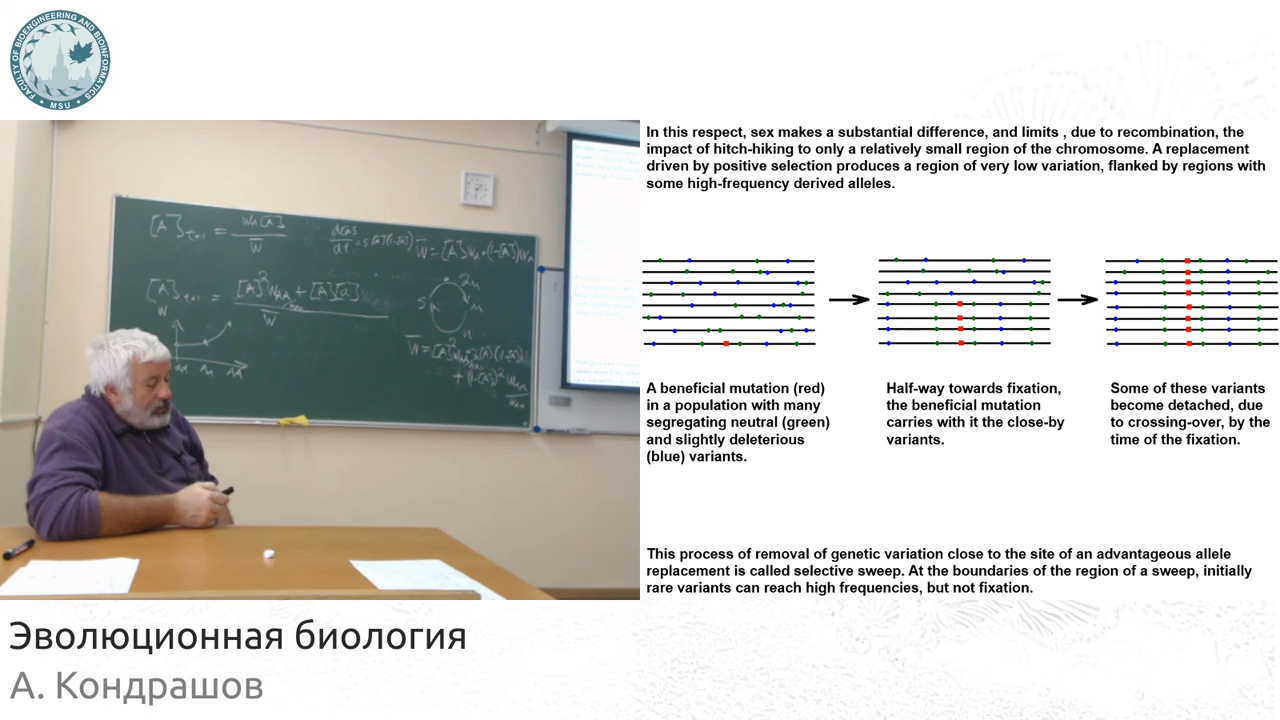 FACULTY OF BIOENGINEERING AND BIOINFORMATICS
• MSU •
In this respect, sex makes a substantial difference, and limits , due to recombination, the
impact of hitch-hiking to only a relatively small region of the chromosome. A replacement
driven by positive selection produces a region of very low variation, flanked by regions with
some high-frequency derived alleles.
A beneficial mutation (red)
in a population with many
segregating neutral (green)
and slightly deleterious
(blue) variants.
Half-way towards fixation,
the beneficial mutation
carries with it the close-by
variants.
Some of these variants
become detached, due
to crossing-over, by the
time of the fixation.
This process of removal of genetic variation close to the site of an advantageous allele
replacement is called selective sweep. At the boundaries of the region of a sweep, initially
rare variants can reach high frequencies, but not fixation.
Эволюционная биология
А. Кондрашов